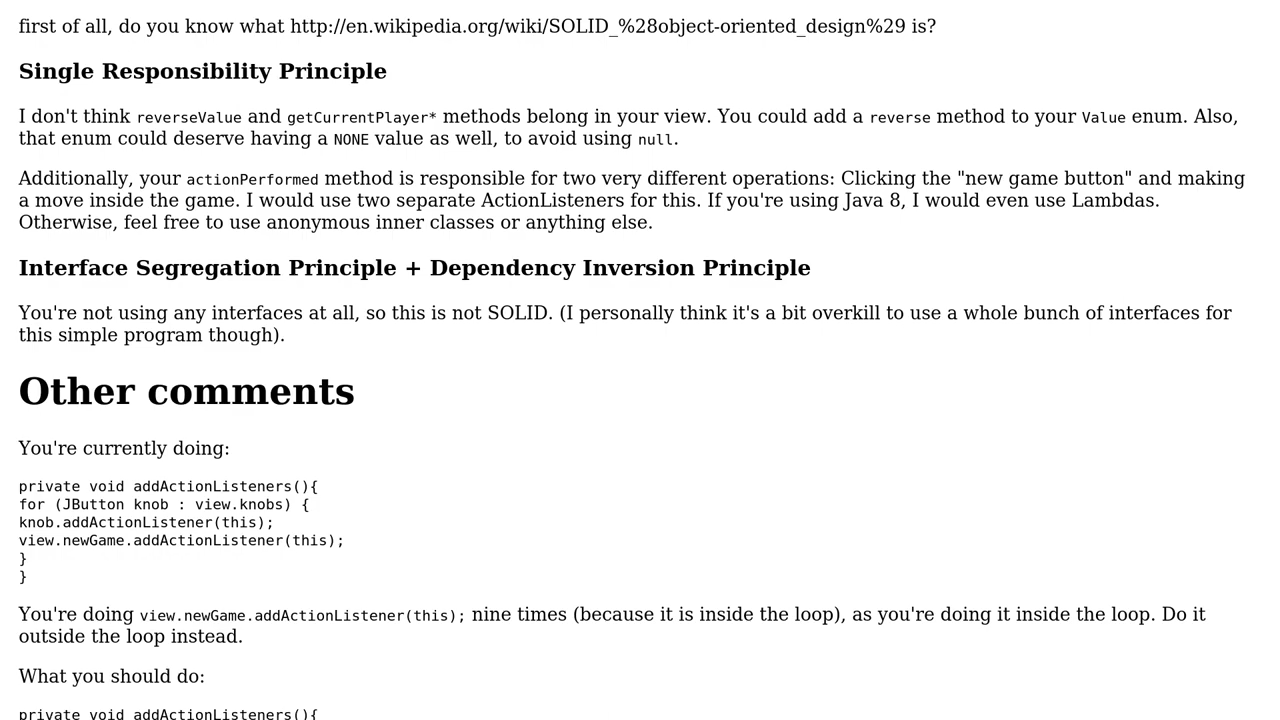 first of all, do you know what http://en.wikipedia.org/wiki/SOLID_%28object-oriented_design%29 is?
Single Responsibility Principle
I don't think reverseValue and getCurrentPlayer* methods belong in your view. You could add a reverse method to your Value enum. Also,
that enum could deserve having a NONE value as well, to avoid using null.
Additionally, your actionPerformed method is responsible for two very different operations: Clicking the "new game button" and making
a move inside the game. I would use two separate ActionListeners for this. If you're using Java 8, I would even use Lambdas.
Otherwise, feel free to use anonymous inner classes or anything else.
Interface Segregation Principle + Dependency Inversion Principle
You're not using any interfaces at all, so this is not SOLID. (I personally think it's a bit overkill to use a whole bunch of interfaces for
this simple program though).
Other comments
You're currently doing:
private void addActionListeners(){
for (JButton knob : view.knobs) {
knob.addActionListener(this);
view.newGame.addActionListener(this);
}
}
You're doing view.newGame.addActionListener(this); nine times (because it is inside the loop), as you're doing it inside the loop. Do it
outside the loop instead.
What you should do:
private void addActionListeners(){